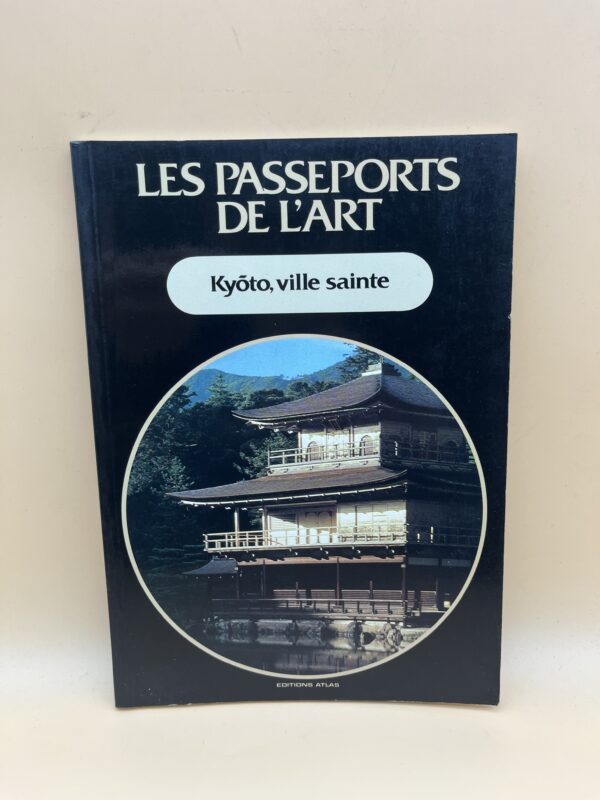 LES PASSEPORTS
DE L'ART
Kyōto, ville sainte
EDITIONS ATLAS